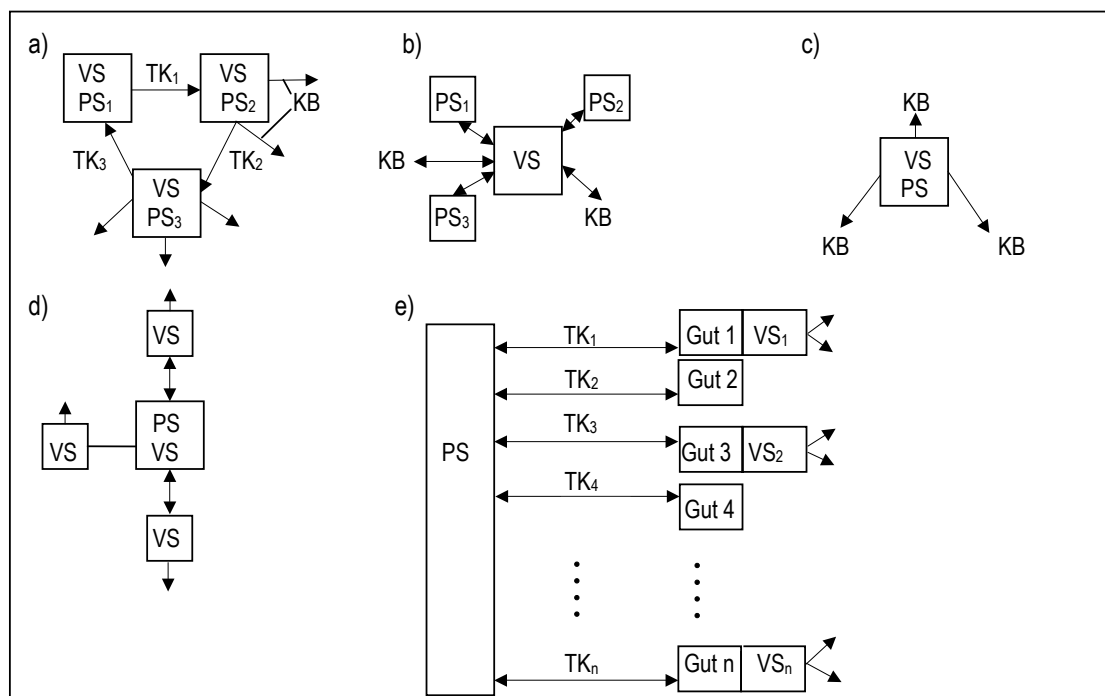 a)
VS
PS₁
TK₁
VS
PS₂
KB
TK₃
TK₂
VS
PS₃
b)
PS₁
PS₂
KB
VS
PS₃
KB
c)
KB
VS
PS
KB
KB
d)
VS
PS
VS
VS
VS
e)
PS
TK₁
Gut 1
VS₁
TK₂
Gut 2
TK₃
Gut 3
VS₂
TK₄
Gut 4
TKₙ
Gut n
VSₙ